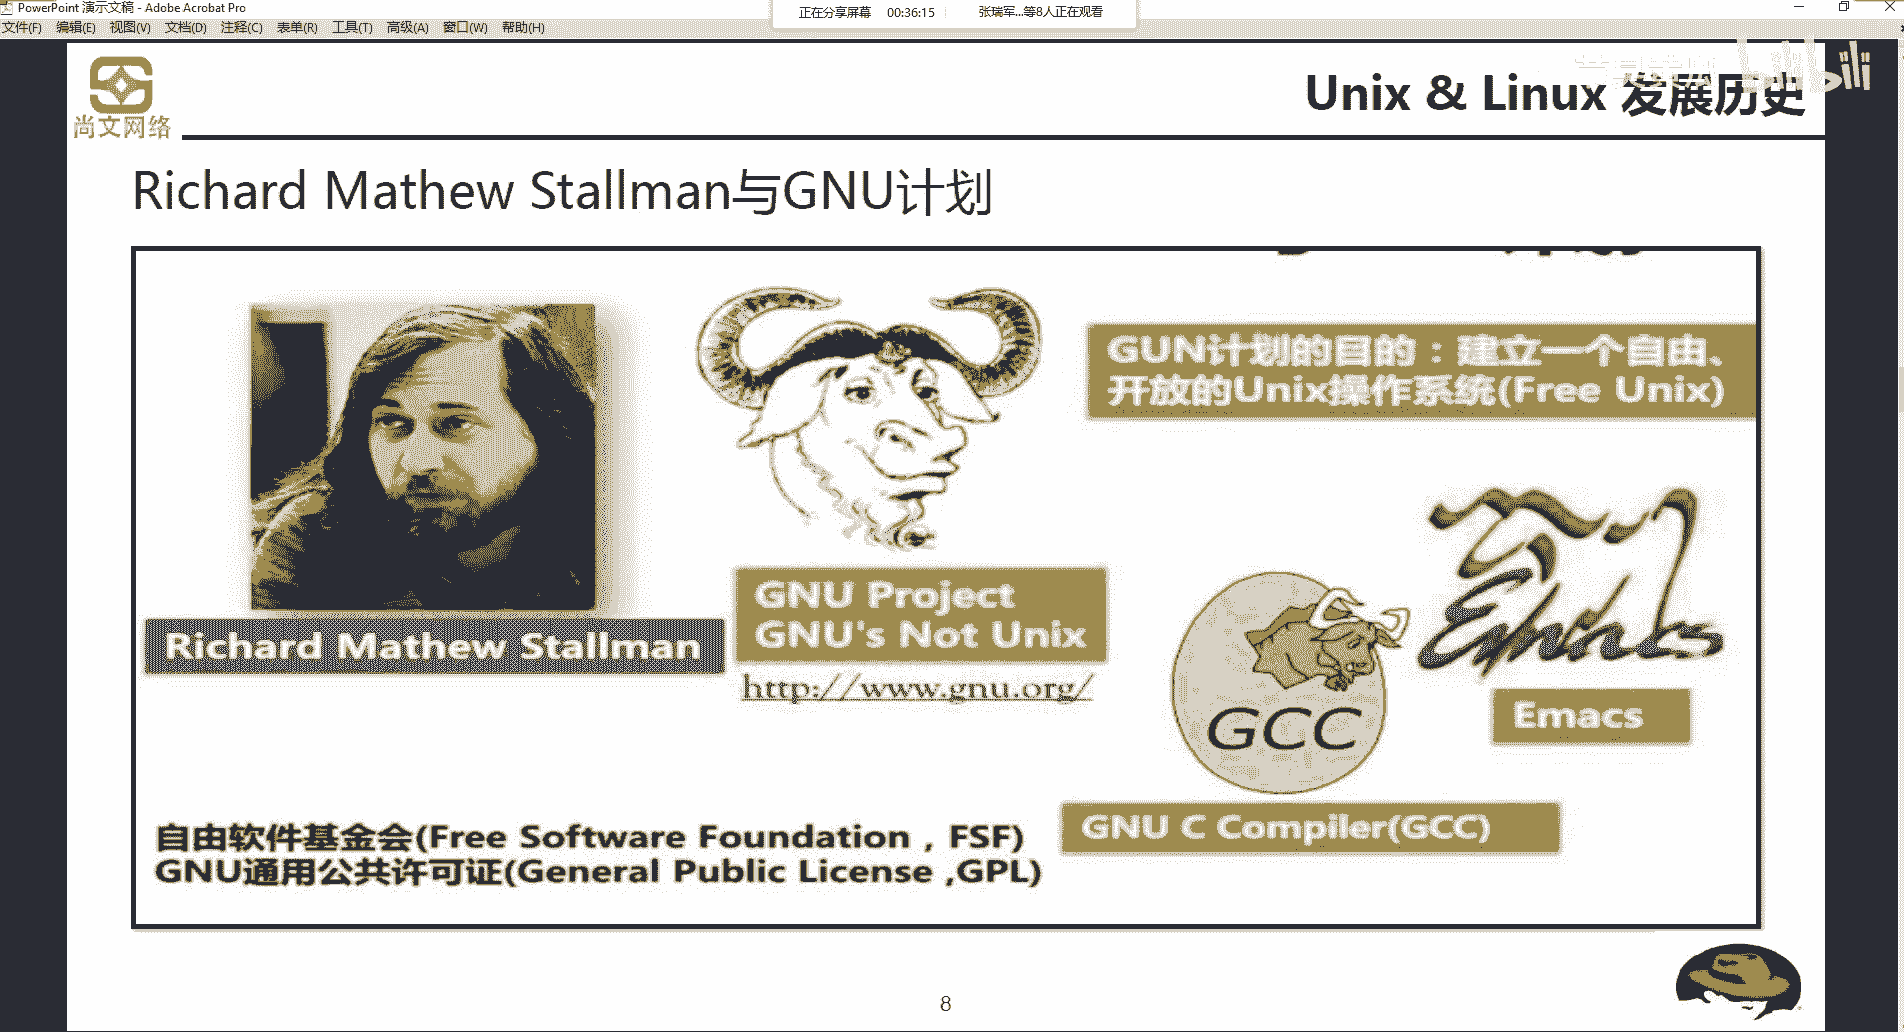 PowerPoint 演示文稿 - Adobe Acrobat Pro
正在分享屏幕 00:36:15 张瑞军...等8人正在观看
文件(F) 编辑(E) 视图(V) 文档(D) 注释(C) 表单(R) 工具(T) 高级(A) 窗口(W) 帮助(H)
bilibili
尚文网络
Unix & Linux 发展历史
Richard Mathew Stallman与GNU计划
GUN计划的目的：建立一个自由、
开放的Unix操作系统(Free Unix)
Richard Mathew Stallman
GNU Project
GNU's Not Unix
http://www.gnu.org/
Emacs
GCC
Emacs
GNU C Compiler(GCC)
自由软件基金会(Free Software Foundation，FSF)
GNU通用公共许可证(General Public License ,GPL)
8